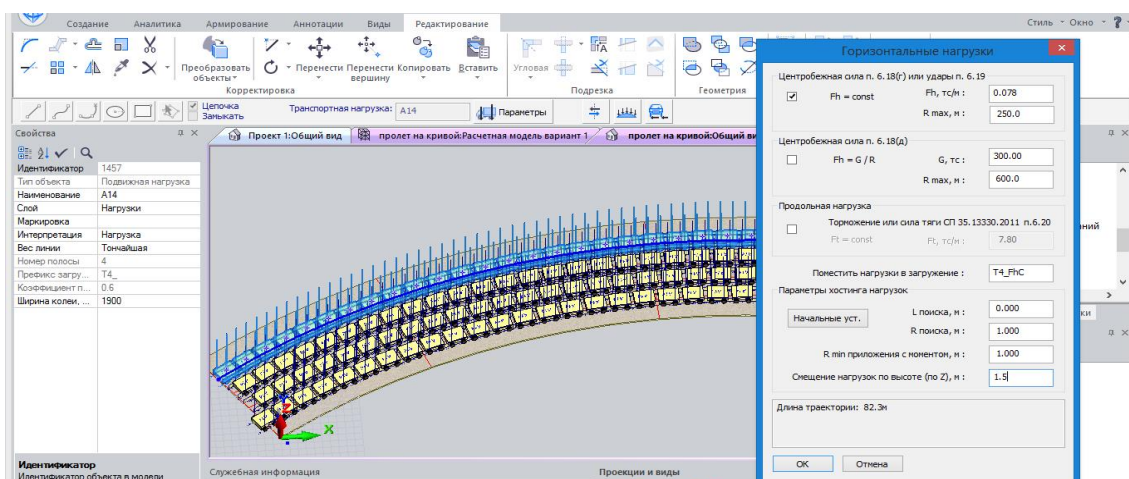 Создание Аналитика Армирование Аннотации Виды Редактирование Стиль Окно ?
Преобразовать объекты Перенести Перенести вершину Копировать Вставить Угловая
Корректировка Подрезка Геометрия
Цепочка
Замыкать
Транспортная нагрузка: A14 Параметры
Свойства
Проект 1:Общий вид пролет на кривой:Расчетная модель вариант 1 пролет на кривой:Общий ви
Идентификатор 1457
Тип объекта Подвижная нагрузка
Наименование A14
Слой Нагрузки
Маркировка
Интерпретация Нагрузка
Вес линии Тончайшая
Номер полосы 4
Префикс загру... T4_
Коэффициент п... 0.6
Ширина колеи, ... 1900
Z
X
Идентификатор
Идентификатор объекта в модели
Служебная информация Проекции и виды
Горизонтальные нагрузки
Центробежная сила п. 6.18(г) или удары п. 6.19
Fh = const Fh, тс/м : 0.078
R max, м : 250.0
Центробежная сила п. 6.18(д)
Fh = G / R G, тс : 300.00
R max, м : 600.0
Продольная нагрузка
Торможение или сила тяги СП 35.13330.2011 п.6.20
Ft = const Ft, тс/м : 7.80
Поместить нагрузки в загружение : T4_FhC
Параметры хостинга нагрузок
Начальные уст. L поиска, м : 0.000
R поиска, м : 1.000
R min приложения с моментом, м : 1.000
Смещение нагрузок по высоте (по Z), м : 1.5
Длина траектории: 82.3м
OK Отмена
аний
ки